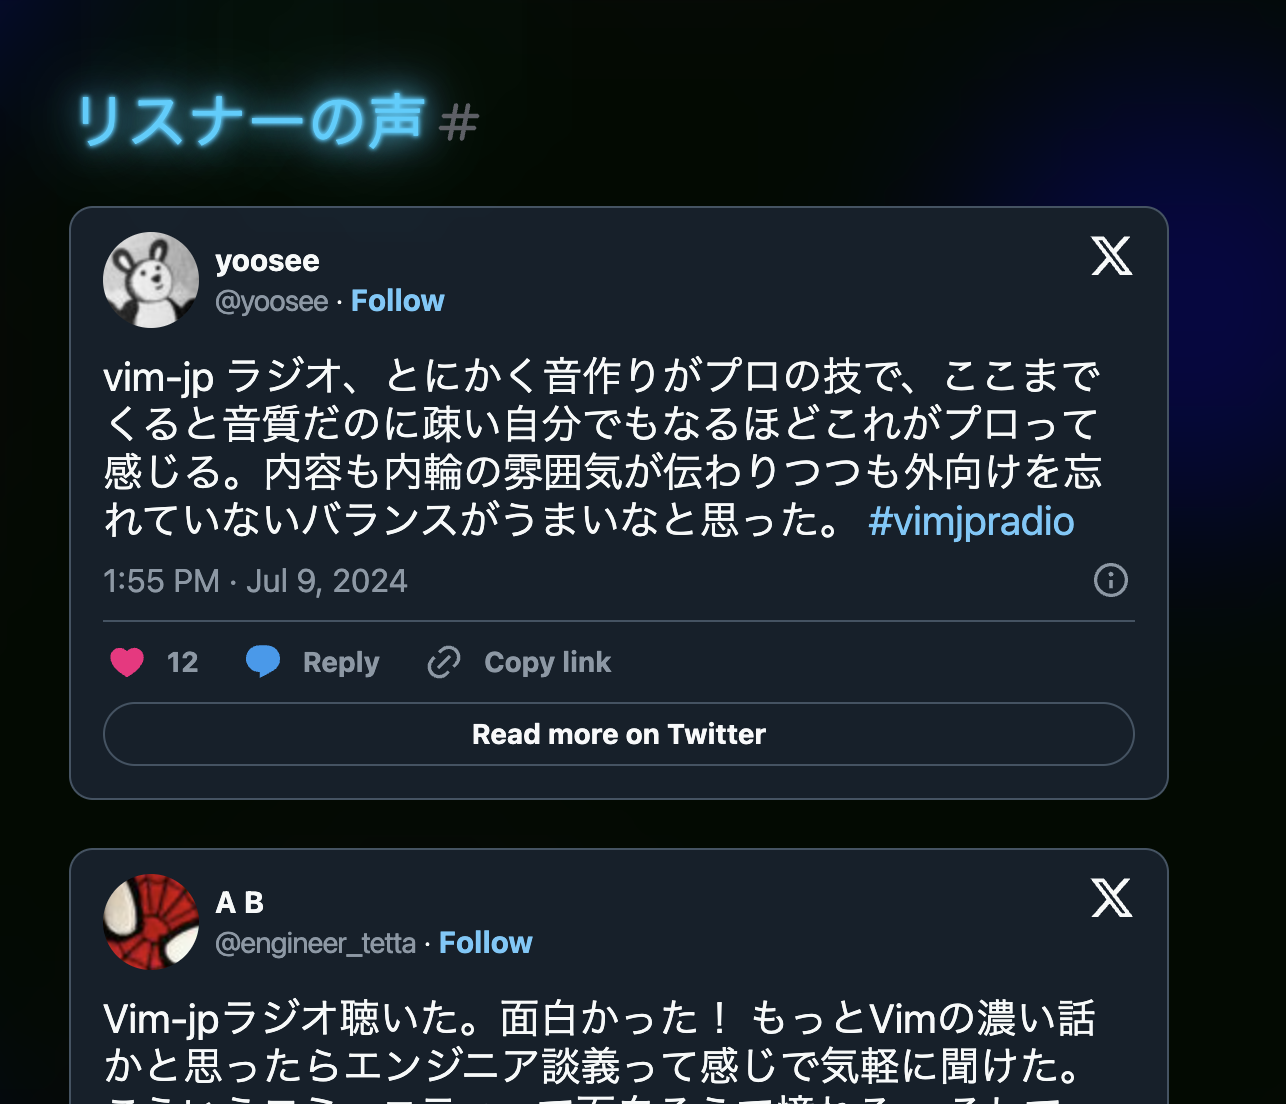 リスナーの声 #
yoosee
@yoosee · Follow
vim-jp ラジオ、とにかく音作りがプロの技で、ここまで
くると音質だのに疎い自分でもなるほどこれがプロって
感じる。内容も内輪の雰囲気が伝わりつつも外向けを忘
れていないバランスがうまいなと思った。 #vimjpradio
1:55 PM · Jul 9, 2024
12 Reply Copy link
Read more on Twitter
A B
@engineer_tetta · Follow
Vim-jpラジオ聴いた。面白かった！ もっとVimの濃い話
かと思ったらエンジニア談義って感じで気軽に聞けた。